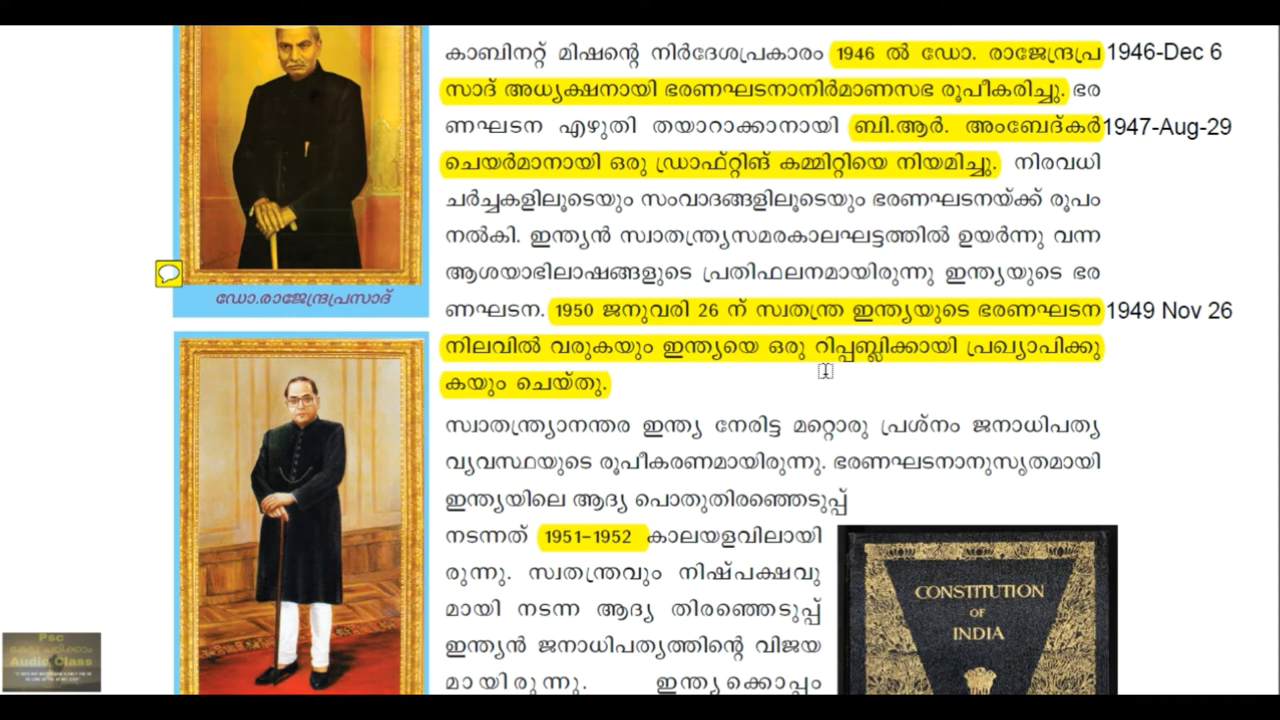 കാബിനറ്റ് മിഷന്റെ നിർദേശപ്രകാരം 1946 ൽ ഡോ. രാജേന്ദ്രപ്ര 1946-Dec 6
സാദ് അധ്യക്ഷനായി ഭരണഘടനാനിർമാണസഭ രൂപീകരിച്ചു. ഭര
ണഘടന എഴുതി തയാറാക്കാനായി ബി.ആർ. അംബേദ്കർ 1947-Aug-29
ചെയർമാനായി ഒരു ഡ്രാഫ്റ്റിങ് കമ്മിറ്റിയെ നിയമിച്ചു. നിരവധി
ചർച്ചകളിലൂടെയും സംവാദങ്ങളിലൂടെയും ഭരണഘടനയ്ക്ക് രൂപം
നൽകി. ഇന്ത്യൻ സ്വാതന്ത്ര്യസമരകാലഘട്ടത്തിൽ ഉയർന്നു വന്ന
ആശയാഭിലാഷങ്ങളുടെ പ്രതിഫലനമായിരുന്നു ഇന്ത്യയുടെ ഭര
ണഘടന. 1950 ജനുവരി 26 ന് സ്വതന്ത്ര ഇന്ത്യയുടെ ഭരണഘടന 1949 Nov 26
നിലവിൽ വരുകയും ഇന്ത്യയെ ഒരു റിപ്പബ്ലിക്കായി പ്രഖ്യാപിക്കു
കയും ചെയ്തു.
ഡോ.രാജേന്ദ്രപ്രസാദ്
സ്വാതന്ത്ര്യാനന്തര ഇന്ത്യ നേരിട്ട മറ്റൊരു പ്രശ്നം ജനാധിപത്യ
വ്യവസ്ഥയുടെ രൂപീകരണമായിരുന്നു. ഭരണഘടനാനുസൃതമായി
ഇന്ത്യയിലെ ആദ്യ പൊതുതിരഞ്ഞെടുപ്പ്
നടന്നത് 1951-1952 കാലയളവിലായി
രുന്നു. സ്വതന്ത്രവും നിഷ്പക്ഷവു
മായി നടന്ന ആദ്യ തിരഞ്ഞെടുപ്പ്
ഇന്ത്യൻ ജനാധിപത്യത്തിന്റെ വിജയ
മായിരുന്നു. ഇന്ത്യക്കൊപ്പം
CONSTITUTION
OF
INDIA
Psc
കേട്ടു പഠിക്കാം
Audio Class